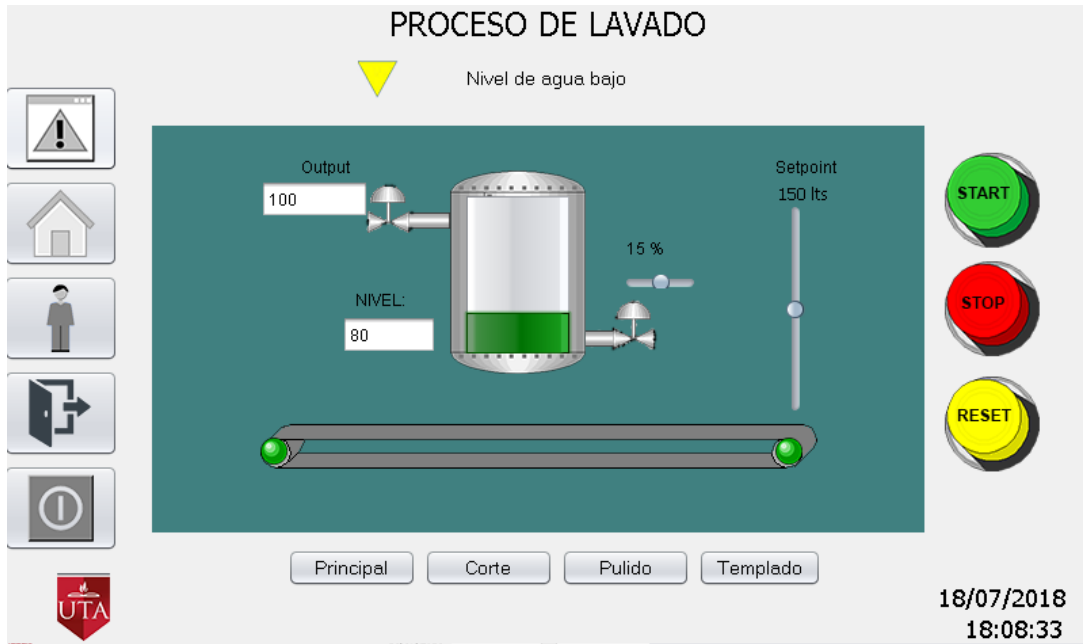 PROCESO DE LAVADO
Nivel de agua bajo
Output
100
Setpoint
150 lts
15 %
NIVEL:
80
START
STOP
RESET
Principal
Corte
Pulido
Templado
UTA
18/07/2018
18:08:33